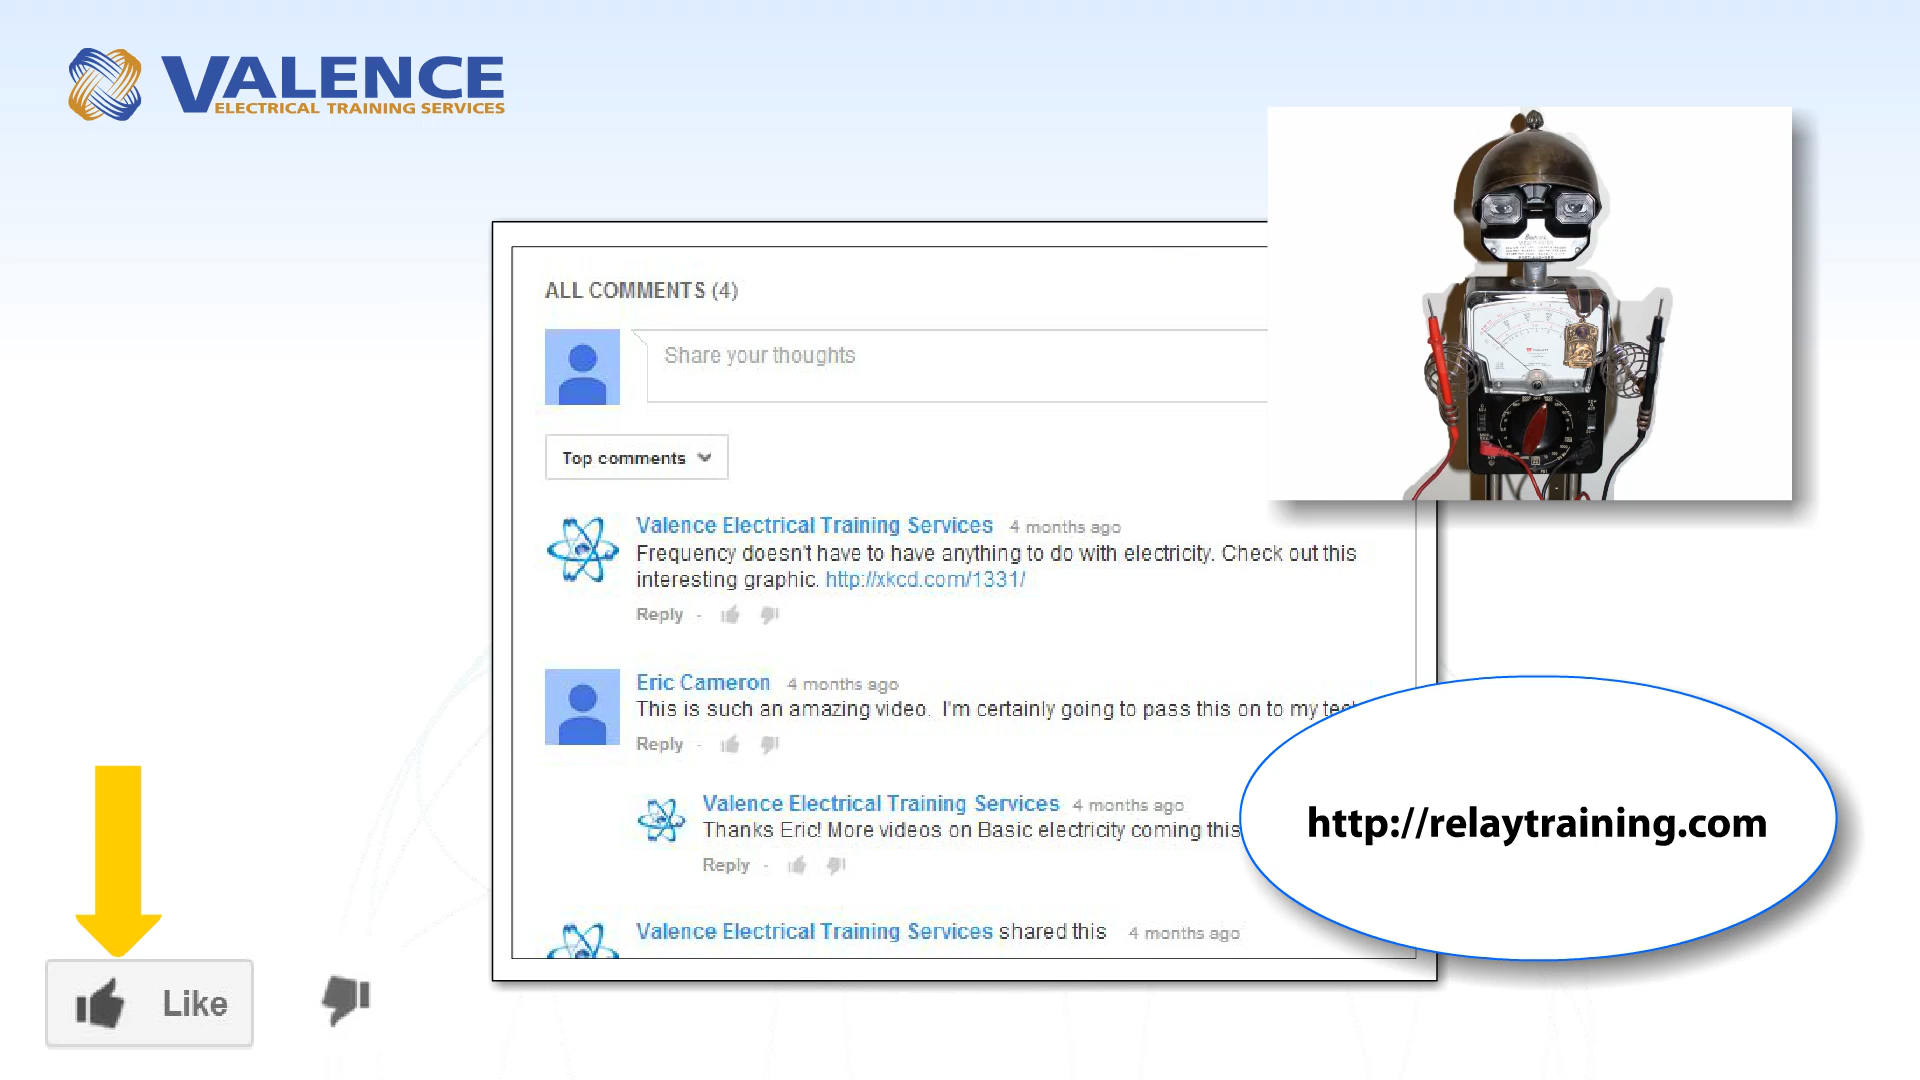 VALENCE
ELECTRICAL TRAINING SERVICES
ALL COMMENTS (4)
Share your thoughts
Top comments
Valence Electrical Training Services 4 months ago
Frequency doesn't have to have anything to do with electricity. Check out this
interesting graphic. http://xkcd.com/1331/
Reply -
Eric Cameron 4 months ago
This is such an amazing video. I'm certainly going to pass this on to my
Reply -
Valence Electrical Training Services 4 months ago
Thanks Eric! More videos on Basic electricity coming this
Reply -
Valence Electrical Training Services shared this 4 months ago
http://relaytraining.com
Like